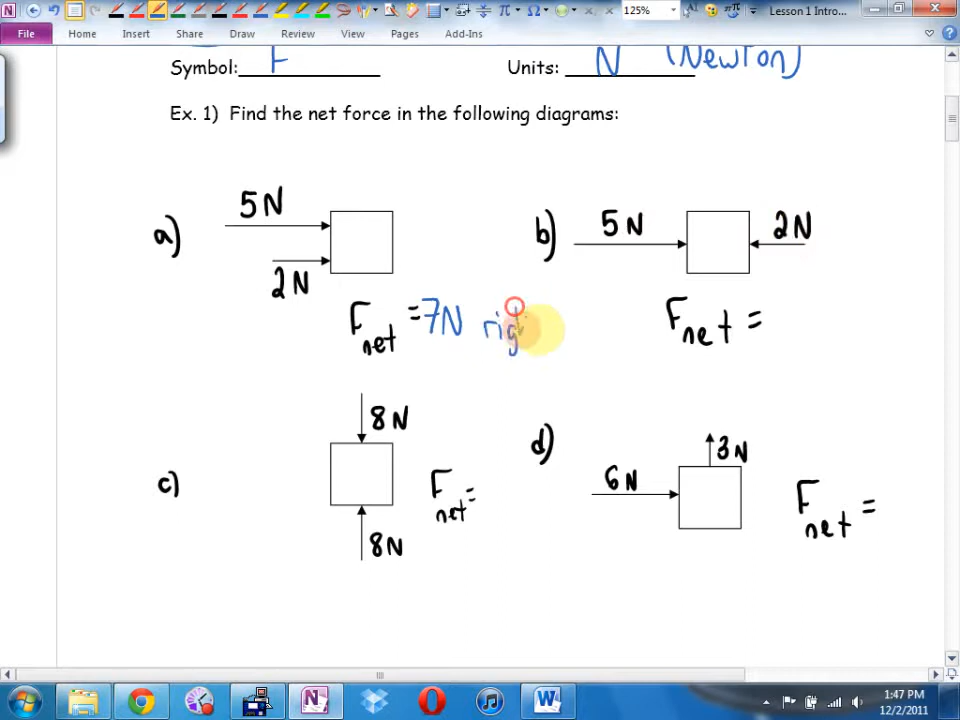 125%
Lesson 1 Intro...
File Home Insert Share Draw Review View Pages Add-Ins
Symbol: F Units: N (Newton)
Ex. 1) Find the net force in the following diagrams:
a) 5N 2N
Fnet =7N rig
b) 5N 2N
Fnet =
c) 8N 8N
Fnet =
d) 6N 3N
Fnet =
1:47 PM
12/2/2011